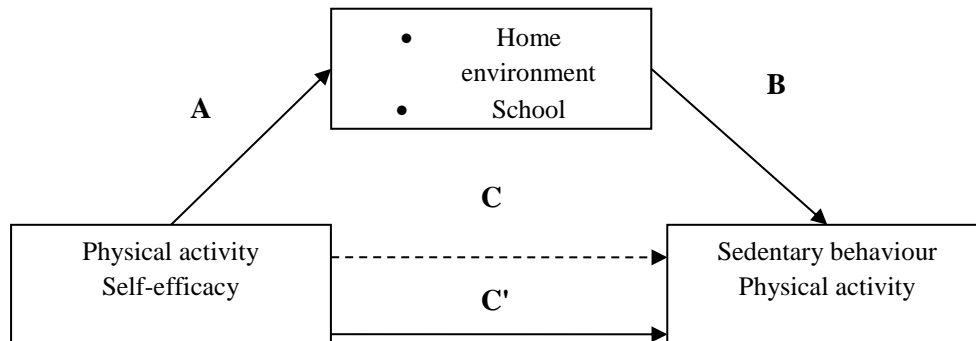 • Home
environment
• School
A
B
C
Physical activity
Self-efficacy
Sedentary behaviour
Physical activity
C'